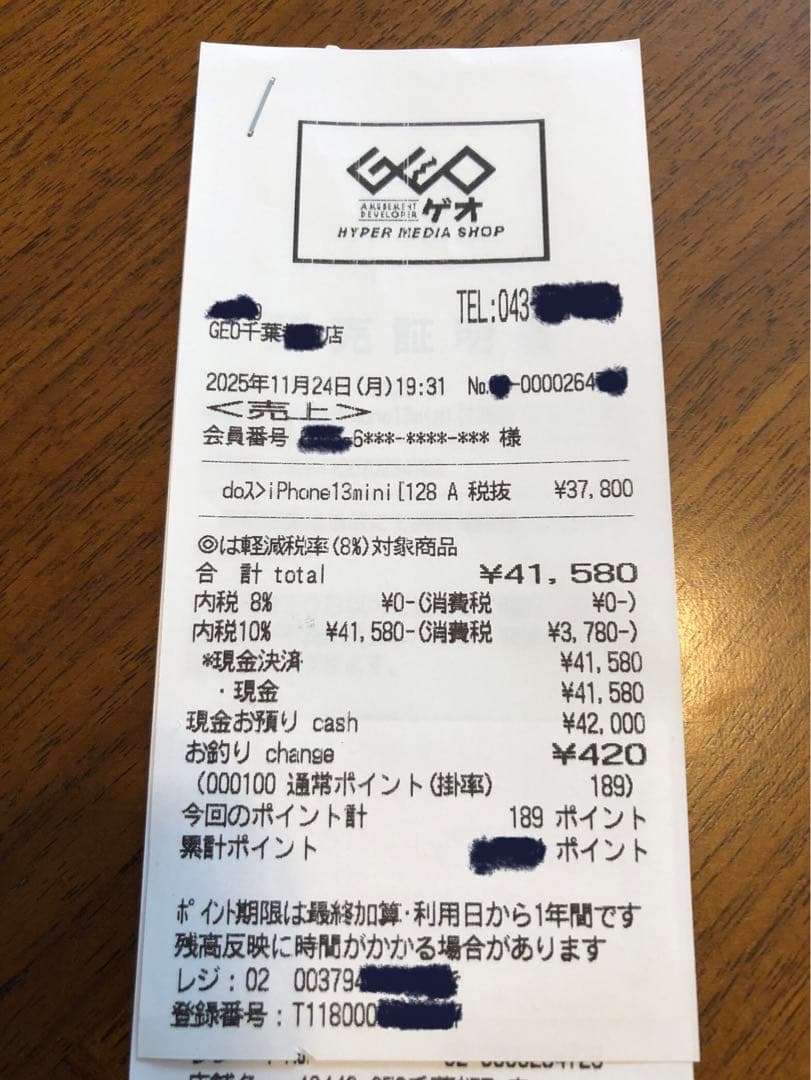 GEO
AMUSEMENT
DEVELOPER ゲオ
HYPER MEDIA SHOP
TEL:043
GEO千葉 店
2025年11月24日(月)19:31 No. -0000264
<売上>
会員番号 6***-****-*** 様
doス>iPhone13mini[128 A 税抜 ¥37,800
◎は軽減税率(8%)対象商品
合 計 total ¥41,580
内税 8% ¥0-(消費税 ¥0-)
内税10% ¥41,580-(消費税 ¥3,780-)
*現金決済 ¥41,580
・現金 ¥41,580
現金お預り cash ¥42,000
お釣り change ¥420
(000100 通常ポイント(掛率) 189)
今回のポイント計 189 ポイント
累計ポイント ポイント
ポイント期限は最終加算・利用日から1年間です
残高反映に時間がかかる場合があります
レジ:02 003794
登録番号:T118000